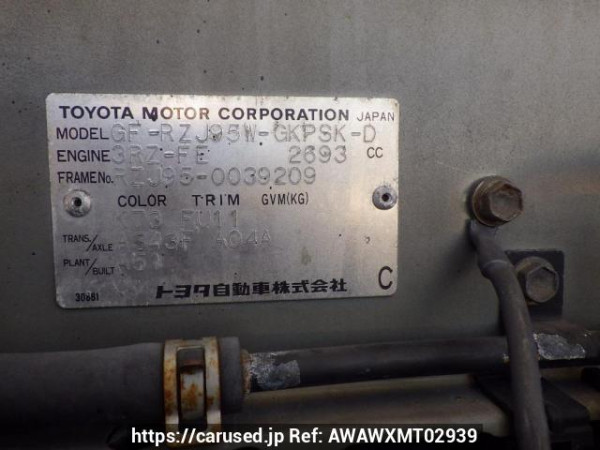 TOYOTA MOTOR CORPORATION JAPAN
MODEL GF-RZJ95W-GKPSK-D
ENGINE 3RZ-FE 2693 CC
FRAME No. RZJ95-0039209
COLOR TRIM GVM(KG)
FU11
TRANS./AXLE A04A
PLANT/BUILT
30681 トヨタ自動車株式会社 C
https://carused.jp Ref: AWAWXMT02939